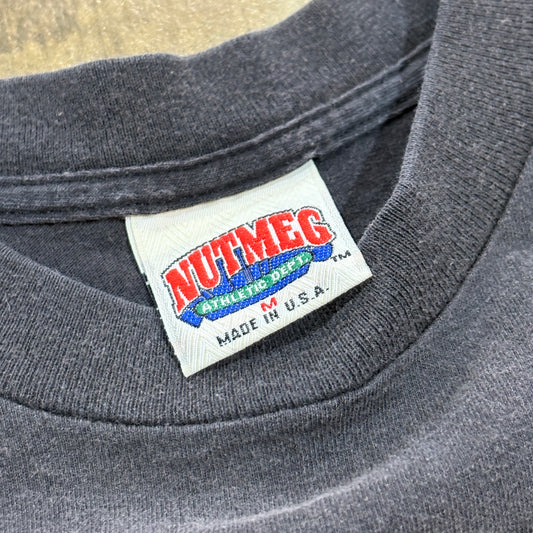 NUTMEG
ATHLETIC DEPT.
™
M
MADE IN U.S.A.